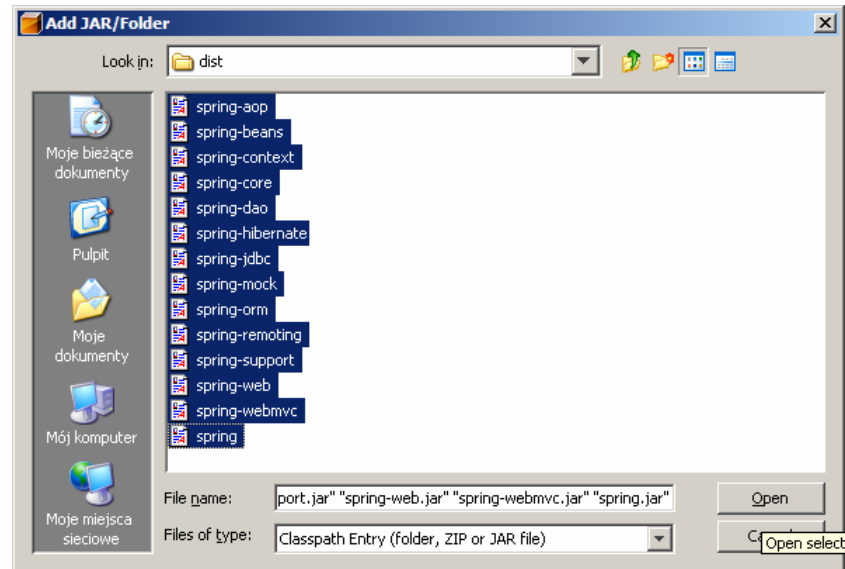 Add JAR/Folder
Look in:
dist
Moje bieżące
dokumenty
Pulpit
Moje
dokumenty
Mój komputer
Moje miejsca
sieciowe
spring-aop
spring-beans
spring-context
spring-core
spring-dao
spring-hibernate
spring-jdbc
spring-mock
spring-orm
spring-remoting
spring-support
spring-web
spring-webmvc
spring
File name:
port.jar" "spring-web.jar" "spring-webmvc.jar" "spring.jar"
Open
Files of type:
Classpath Entry (folder, ZIP or JAR file)
Open select